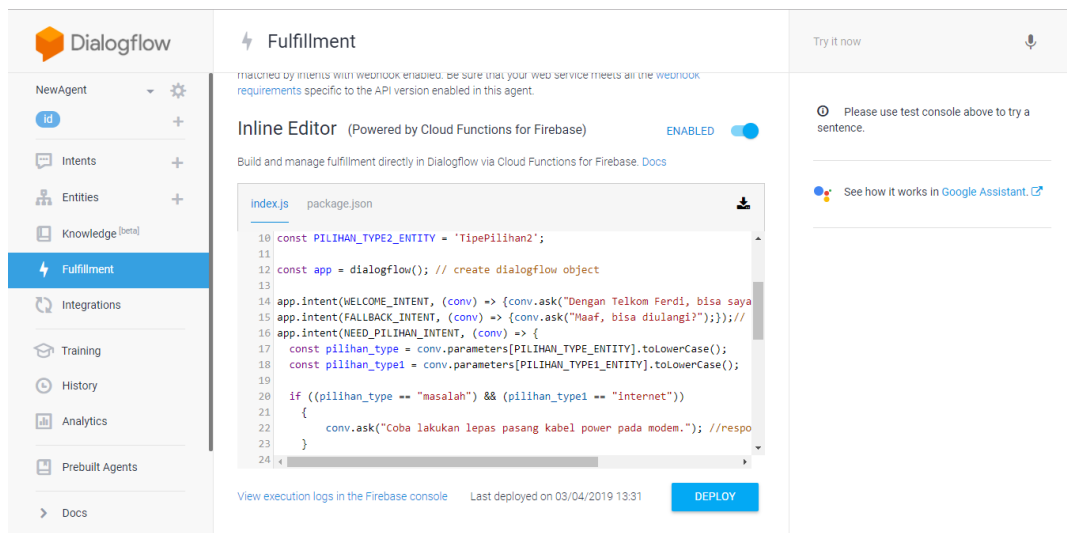 Dialogflow
NewAgent
id
Intents
Entities
Knowledge [beta]
Fulfillment
Integrations
Training
History
Analytics
Prebuilt Agents
Docs
Fulfillment
matched by intents with webhook enabled. Be sure that your web service meets all the webhook
requirements specific to the API version enabled in this agent.
Inline Editor (Powered by Cloud Functions for Firebase) ENABLED
Build and manage fulfillment directly in Dialogflow via Cloud Functions for Firebase. Docs
index.js package.json
10 const PILIHAN_TYPE2_ENTITY = 'TipePilihan2';
11
12 const app = dialogflow(); // create dialogflow object
13
14 app.intent(WELCOME_INTENT, (conv) => {conv.ask("Dengan Telkom Ferdi, bisa saya
15 app.intent(FALLBACK_INTENT, (conv) => {conv.ask("Maaf, bisa diulangi?");});//
16 app.intent(NEED_PILIHAN_INTENT, (conv) => {
17 const pilihan_type = conv.parameters[PILIHAN_TYPE_ENTITY].toLowerCase();
18 const pilihan_type1 = conv.parameters[PILIHAN_TYPE1_ENTITY].toLowerCase();
19
20 if ((pilihan_type == "masalah") && (pilihan_type1 == "internet"))
21 {
22 conv.ask("Coba lakukan lepas pasang kabel power pada modem."); //respo
23 }
24
View execution logs in the Firebase console Last deployed on 03/04/2019 13:31 DEPLOY
Try it now
Please use test console above to try a
sentence.
See how it works in Google Assistant.